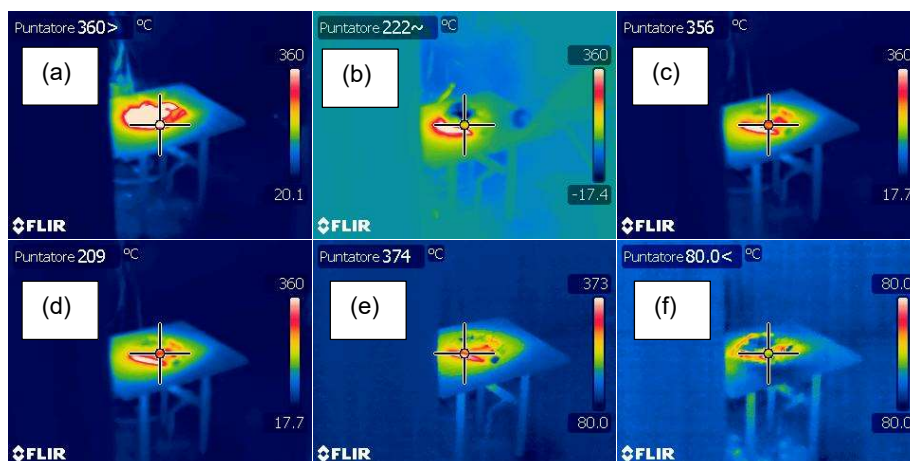 Puntatore 360> °C
(a)
360
20.1
FLIR
Puntatore 222~ °C
(b)
360
-17.4
FLIR
Puntatore 356 °C
(c)
360
17.7
FLIR
Puntatore 209 °C
(d)
360
17.7
FLIR
Puntatore 374 °C
(e)
373
80.0
FLIR
Puntatore 80.0< °C
(f)
80.0
80.0
FLIR